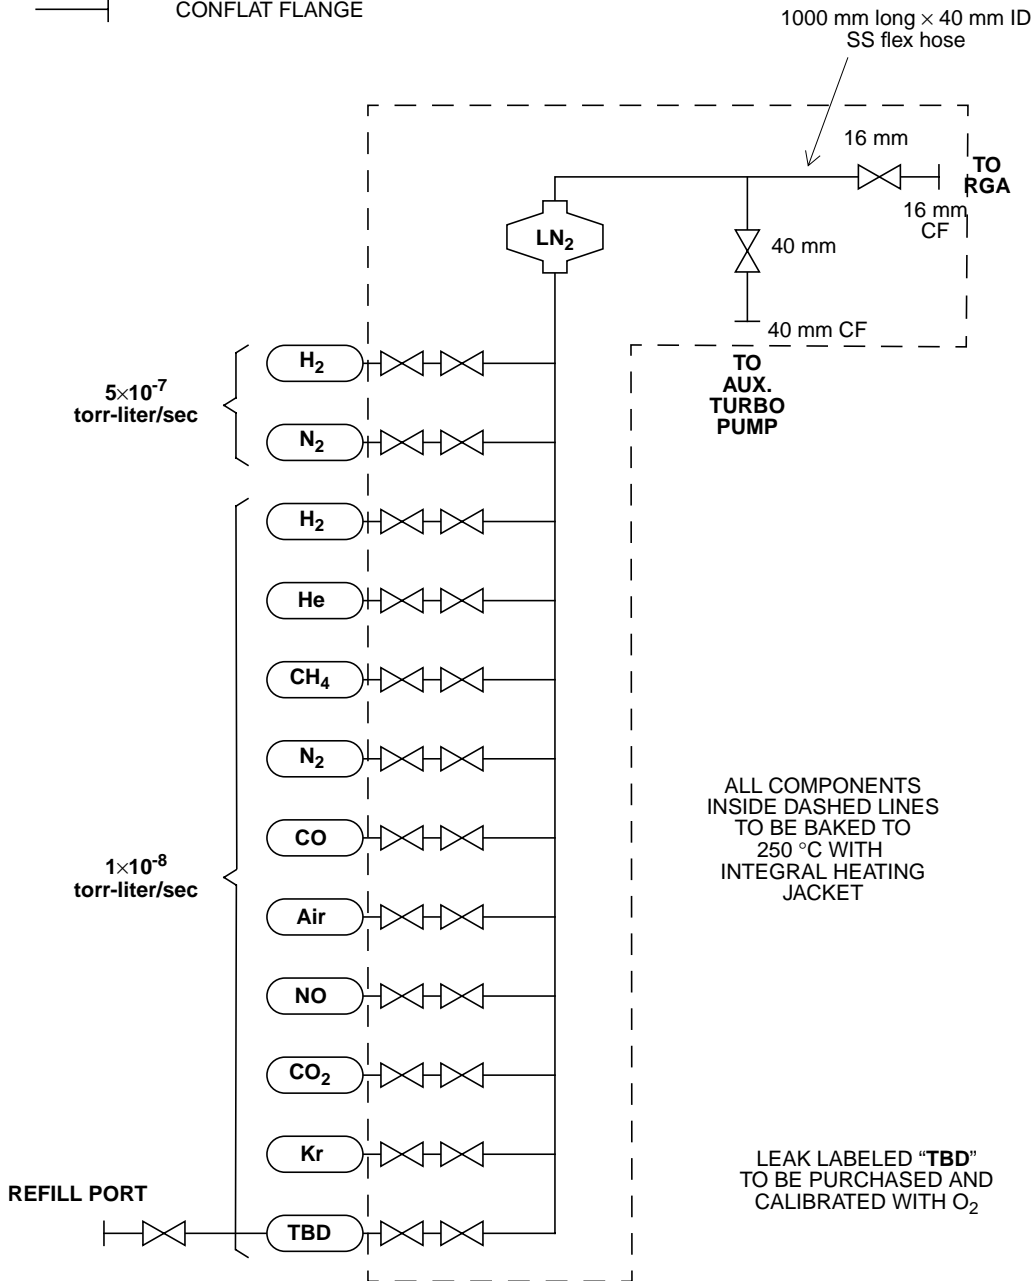 CONFLAT FLANGE
1000 mm long × 40 mm ID
SS flex hose
16 mm
TO
RGA
16 mm
CF
LN2
40 mm
40 mm CF
TO
AUX.
TURBO
PUMP
5×10-7
torr-liter/sec
H2
N2
1×10-8
torr-liter/sec
H2
He
CH4
N2
CO
Air
NO
CO2
Kr
TBD
REFILL PORT
ALL COMPONENTS
INSIDE DASHED LINES
TO BE BAKED TO
250 °C WITH
INTEGRAL HEATING
JACKET
LEAK LABELED “TBD”
TO BE PURCHASED AND
CALIBRATED WITH O2